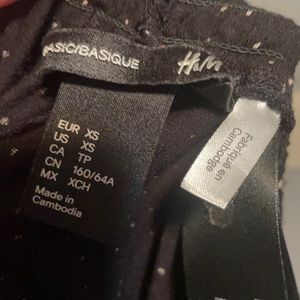 BASIC/BASIQUE
H&M
EUR XS
US XS
CA TP
CN 160/64A
MX XCH
Made in
Cambodia
Fabriqué en
Cambodge